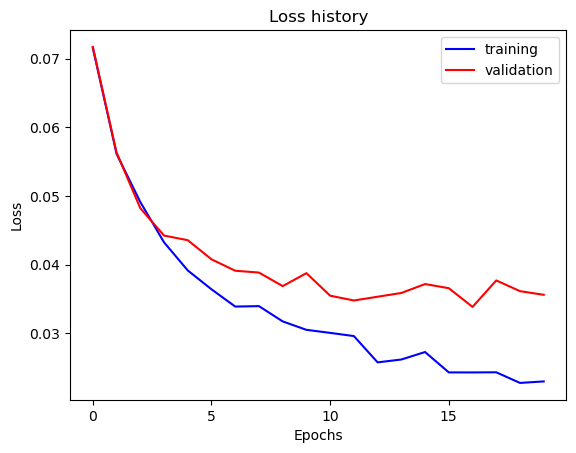 Loss history
training
validation
0.07
0.06
0.05
0.04
0.03
Loss
0 5 10 15
Epochs